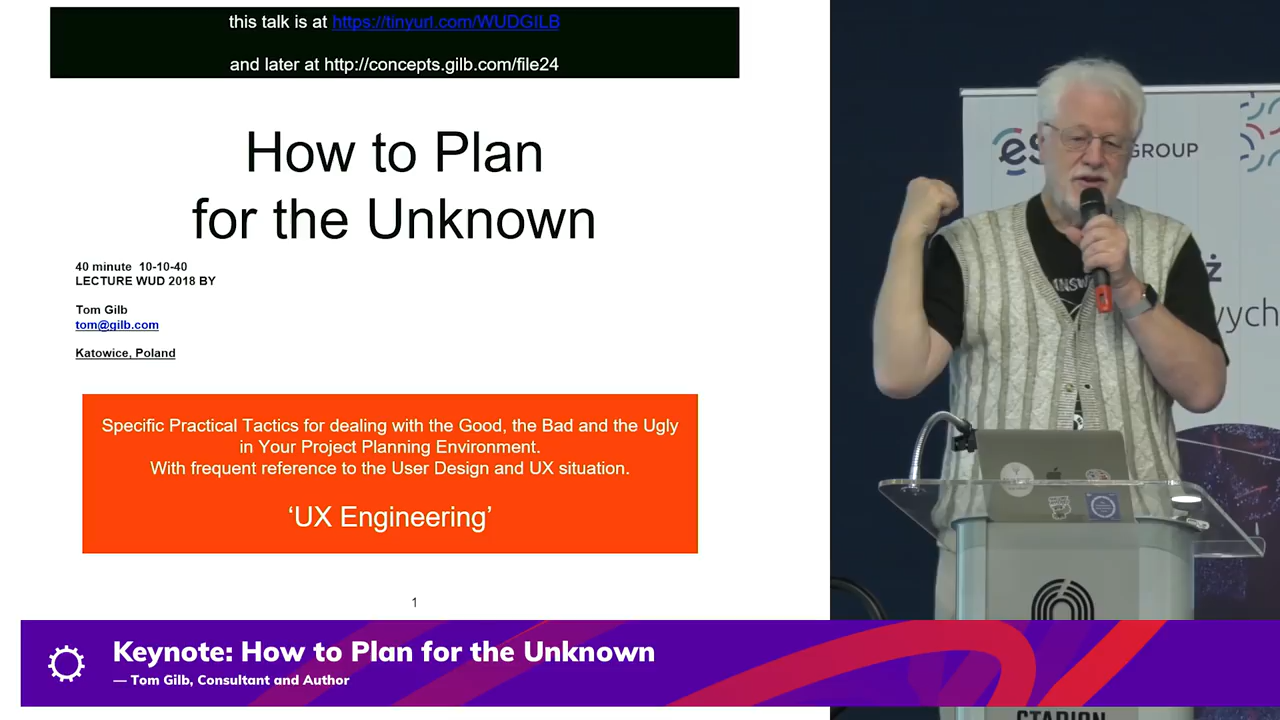 this talk is at https://tinyurl.com/WUDGILB
and later at http://concepts.gilb.com/file24
How to Plan
for the Unknown
40 minute 10-10-40
LECTURE WUD 2018 BY
Tom Gilb
tom@gilb.com
Katowice, Poland
Specific Practical Tactics for dealing with the Good, the Bad and the Ugly
in Your Project Planning Environment.
With frequent reference to the User Design and UX situation.
‘UX Engineering’
1
GROUP
Keynote: How to Plan for the Unknown
— Tom Gilb, Consultant and Author